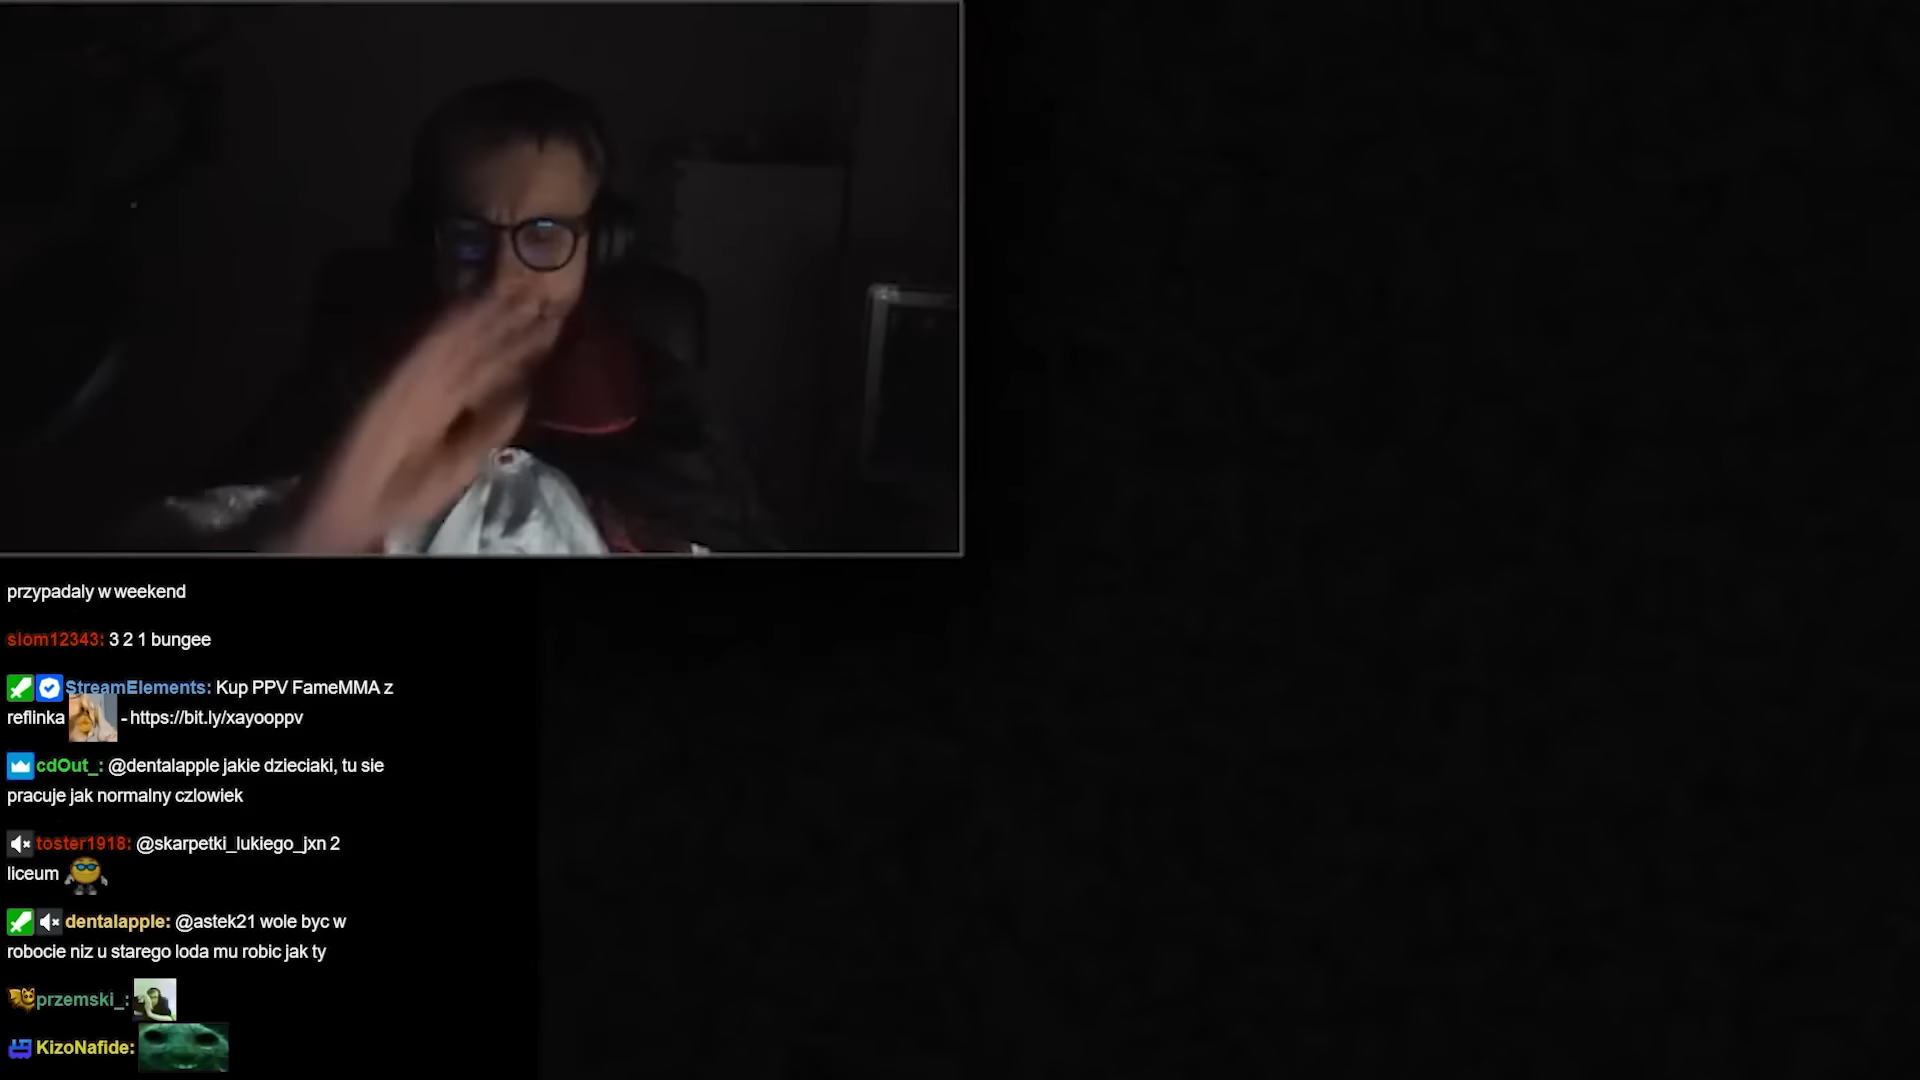 przypadaly w weekend
slom12343: 3 2 1 bungee
StreamElements: Kup PPV FameMMA z
reflinka - https://bit.ly/xayooppv
cdOut_: @dentalapple jakie dzieciaki, tu sie
pracuje jak normalny czlowiek
toster1918: @skarpetki_lukiego_jxn 2
liceum
dentalapple: @astek21 wole byc w
robocie niz u starego loda mu robic jak ty
przemski_:
KizoNafide: